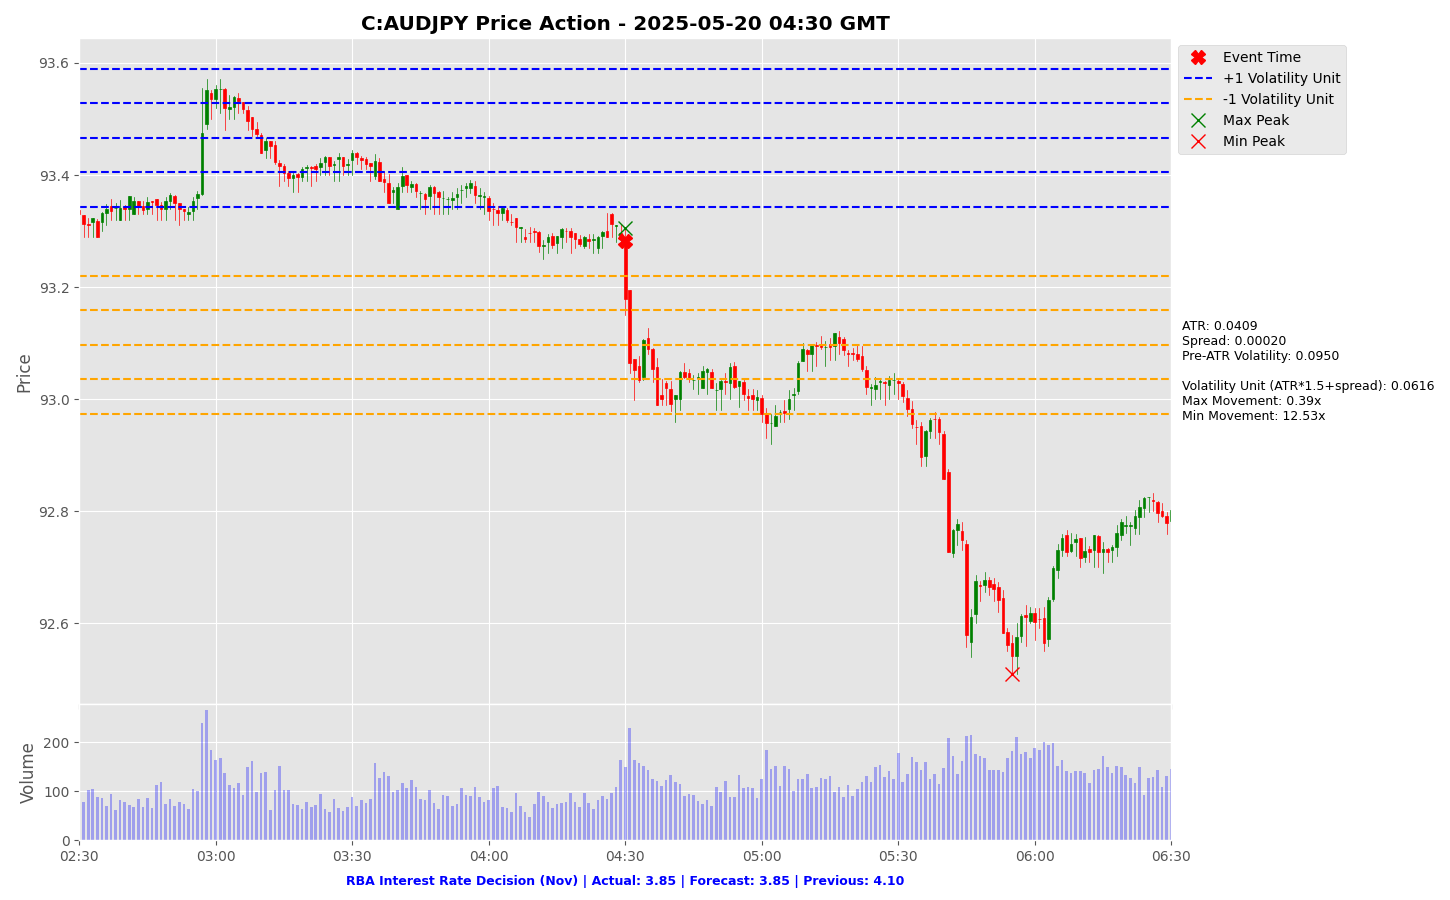 C:AUDJPY Price Action - 2025-05-20 04:30 GMT
Event Time
+1 Volatility Unit
-1 Volatility Unit
Max Peak
Min Peak
93.6
93.4
93.2
93.0
92.8
92.6
Price
ATR: 0.0409
Spread: 0.00020
Pre-ATR Volatility: 0.0950
Volatility Unit (ATR*1.5+spread): 0.0616
Max Movement: 0.39x
Min Movement: 12.53x
200
100
0
Volume
02:30 03:00 03:30 04:00 04:30 05:00 05:30 06:00 06:30
RBA Interest Rate Decision (Nov) | Actual: 3.85 | Forecast: 3.85 | Previous: 4.10